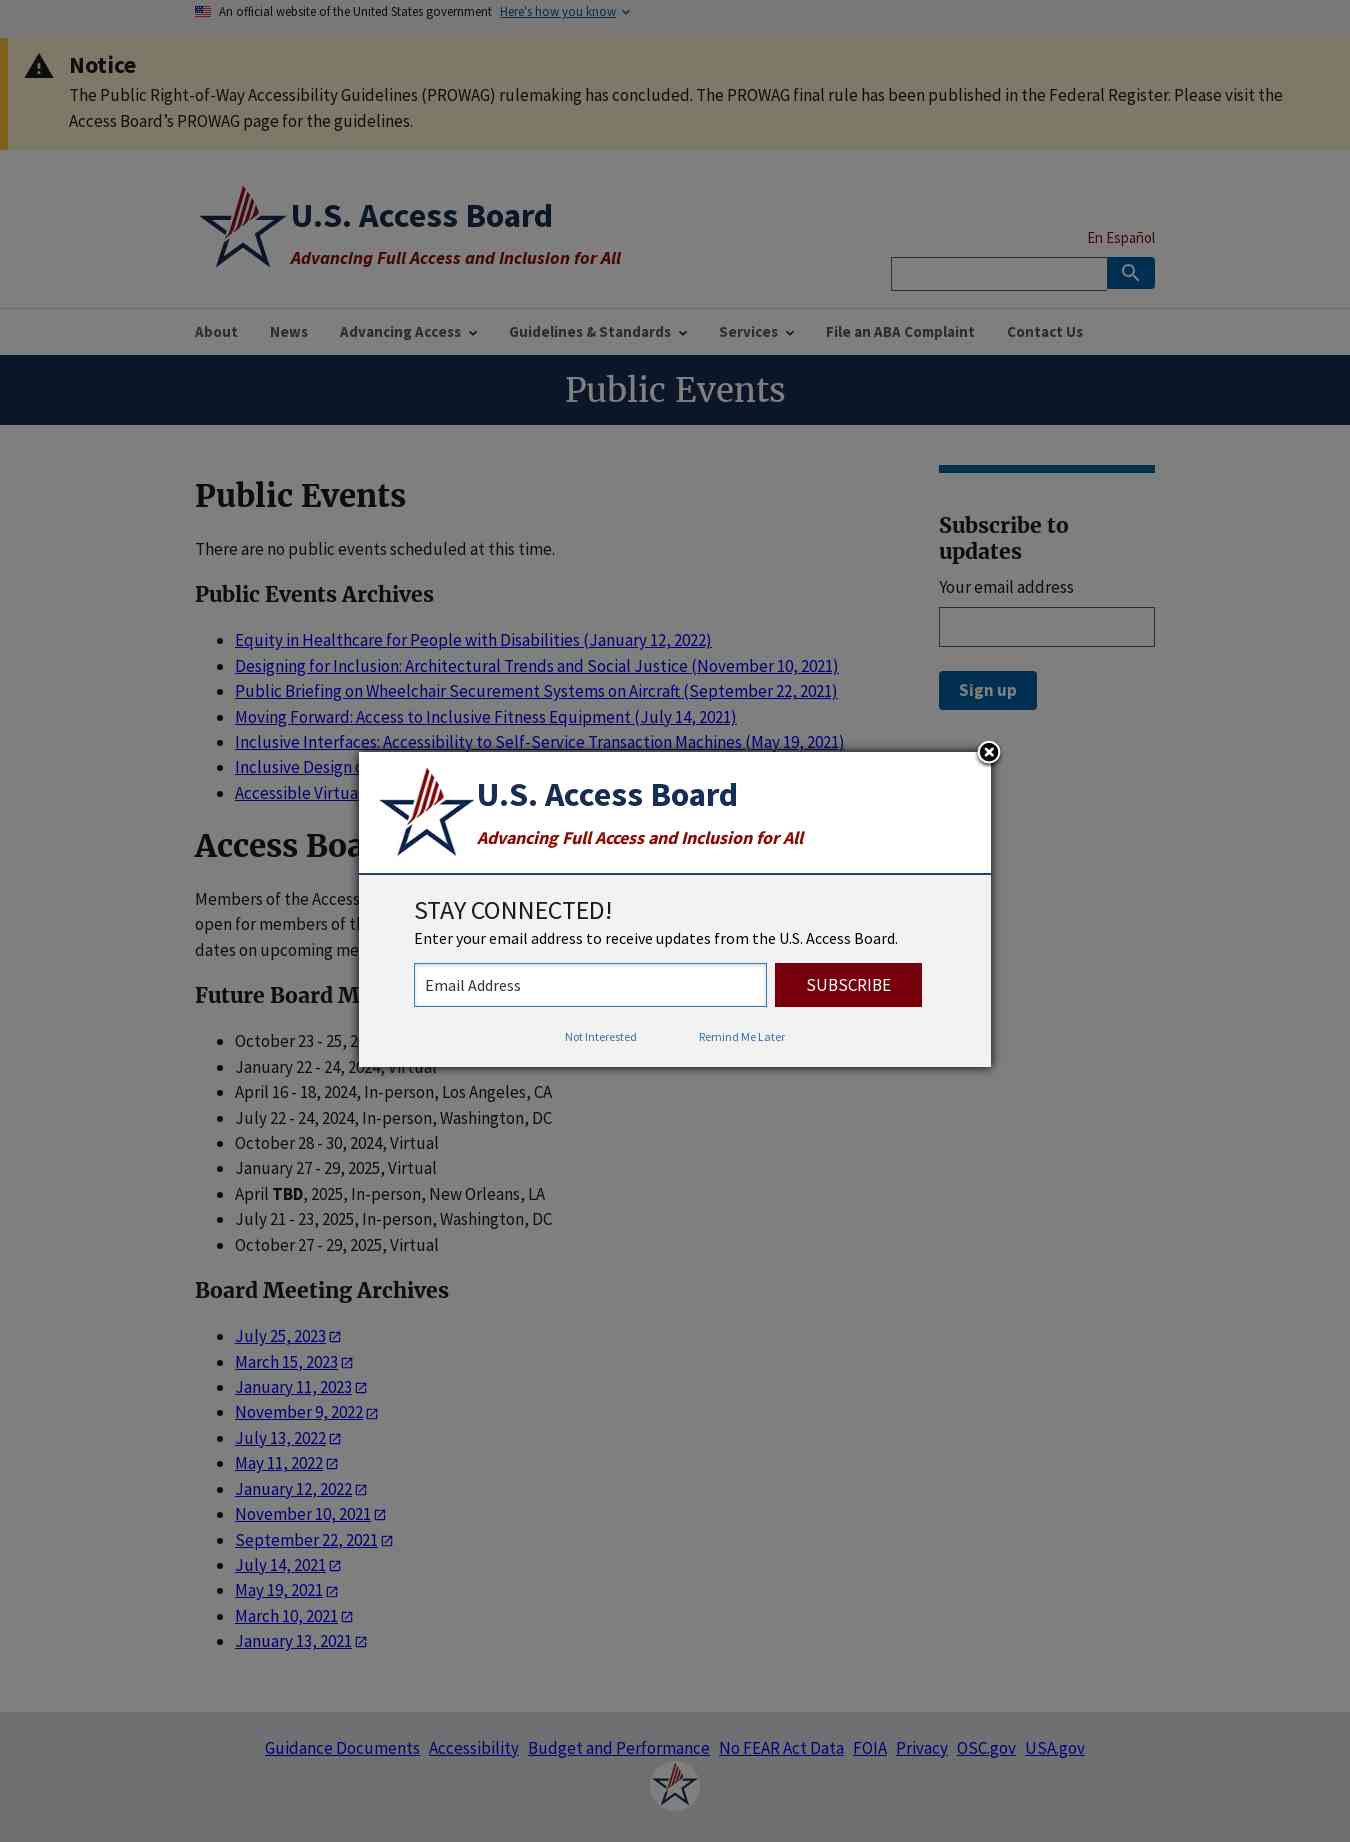 An official website of the United States government Here's how you know
Notice
The Public Right-of-Way Accessibility Guidelines (PROWAG) rulemaking has concluded. The PROWAG final rule has been published in the Federal Register. Please visit the
Access Board’s PROWAG page for the guidelines.
U.S. Access Board
Advancing Full Access and Inclusion for All
En Español
About News Advancing Access Guidelines & Standards Services File an ABA Complaint Contact Us
Public Events
Public Events
There are no public events scheduled at this time.
Public Events Archives
Equity in Healthcare for People with Disabilities (January 12, 2022)
Designing for Inclusion: Architectural Trends and Social Justice (November 10, 2021)
Public Briefing on Wheelchair Securement Systems on Aircraft (September 22, 2021)
Moving Forward: Access to Inclusive Fitness Equipment (July 14, 2021)
Inclusive Interfaces: Accessibility to Self-Service Transaction Machines (May 19, 2021)
Inclusive Design
Accessible
Subscribe to
updates
Your email address
Sign up
Access
Members of the Access
open for members of
dates on upcoming
Future Board
October 23 - 25,
January 22 - 24, 2024, Virtual
April 16 - 18, 2024, In-person, Los Angeles, CA
July 22 - 24, 2024, In-person, Washington, DC
October 28 - 30, 2024, Virtual
January 27 - 29, 2025, Virtual
April TBD, 2025, In-person, New Orleans, LA
July 21 - 23, 2025, In-person, Washington, DC
October 27 - 29, 2025, Virtual
Board Meeting Archives
July 25, 2023
March 15, 2023
January 11, 2023
November 9, 2022
July 13, 2022
May 11, 2022
January 12, 2022
November 10, 2021
September 22, 2021
July 14, 2021
May 19, 2021
March 10, 2021
January 13, 2021
U.S. Access Board
Advancing Full Access and Inclusion for All
STAY CONNECTED!
Enter your email address to receive updates from the U.S. Access Board.
Email Address SUBSCRIBE
Not Interested Remind Me Later
Guidance Documents Accessibility Budget and Performance No FEAR Act Data FOIA Privacy OSC.gov USA.gov